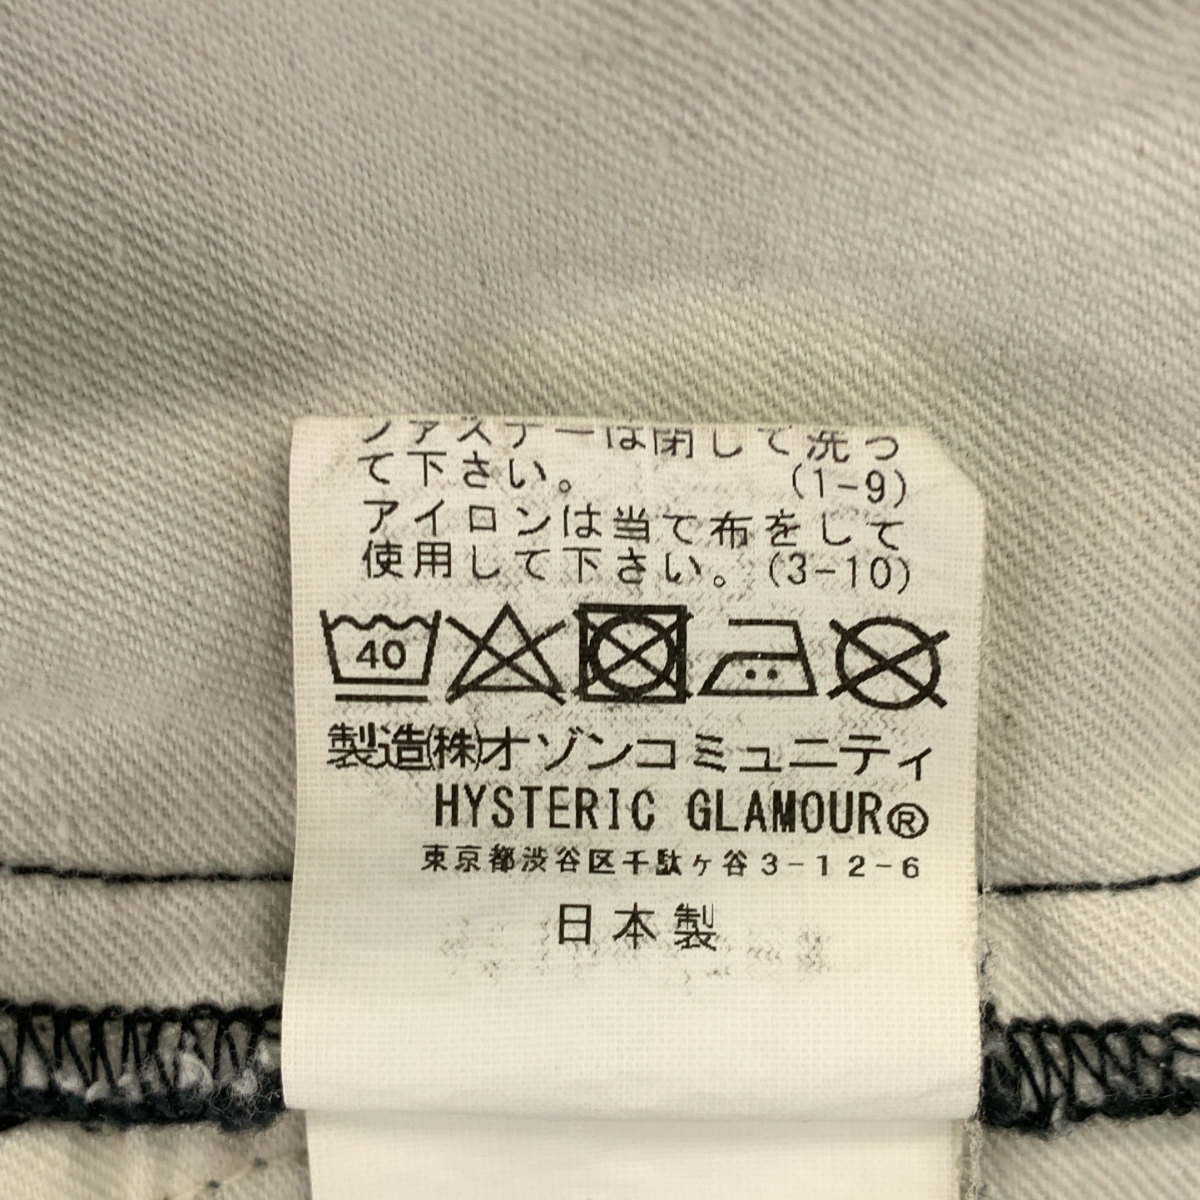 ファスナーは閉して洗っ
て下さい。 (1-9)
アイロンは当て布をして
使用して下さい。(3-10)
40
製造㈱オゾンコミュニティ
HYSTERIC GLAMOUR®
東京都渋谷区千駄ヶ谷3-12-6
日本製